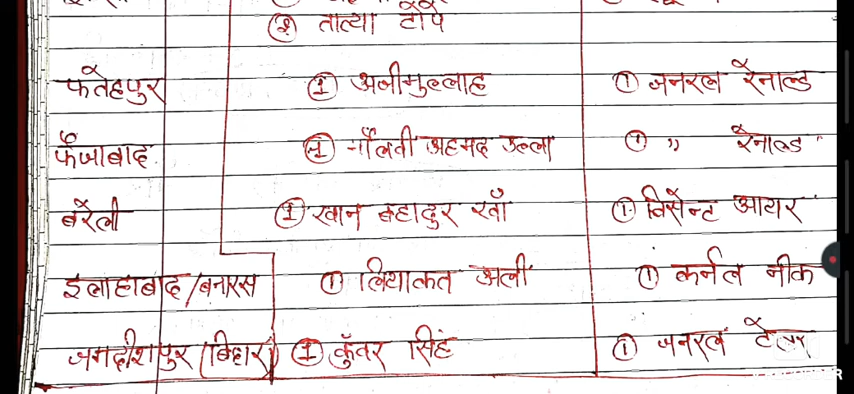 ② तात्या टोपे
फतेहपुर ① अजीमुल्लाह ① जनरल रैनाल्ड
फैजाबाद. ① मौलवी अहमद उल्ला ① ,, रैनाल्ड
बरेली ① खान बहादुर खाँ ① विसेन्ट आयर
इलाहाबाद/बनारस ① लियाकत अली ① कर्नल नीक
जगदीशपुर (बिहार) ① कुँवर सिंह ① जनरल टेलर